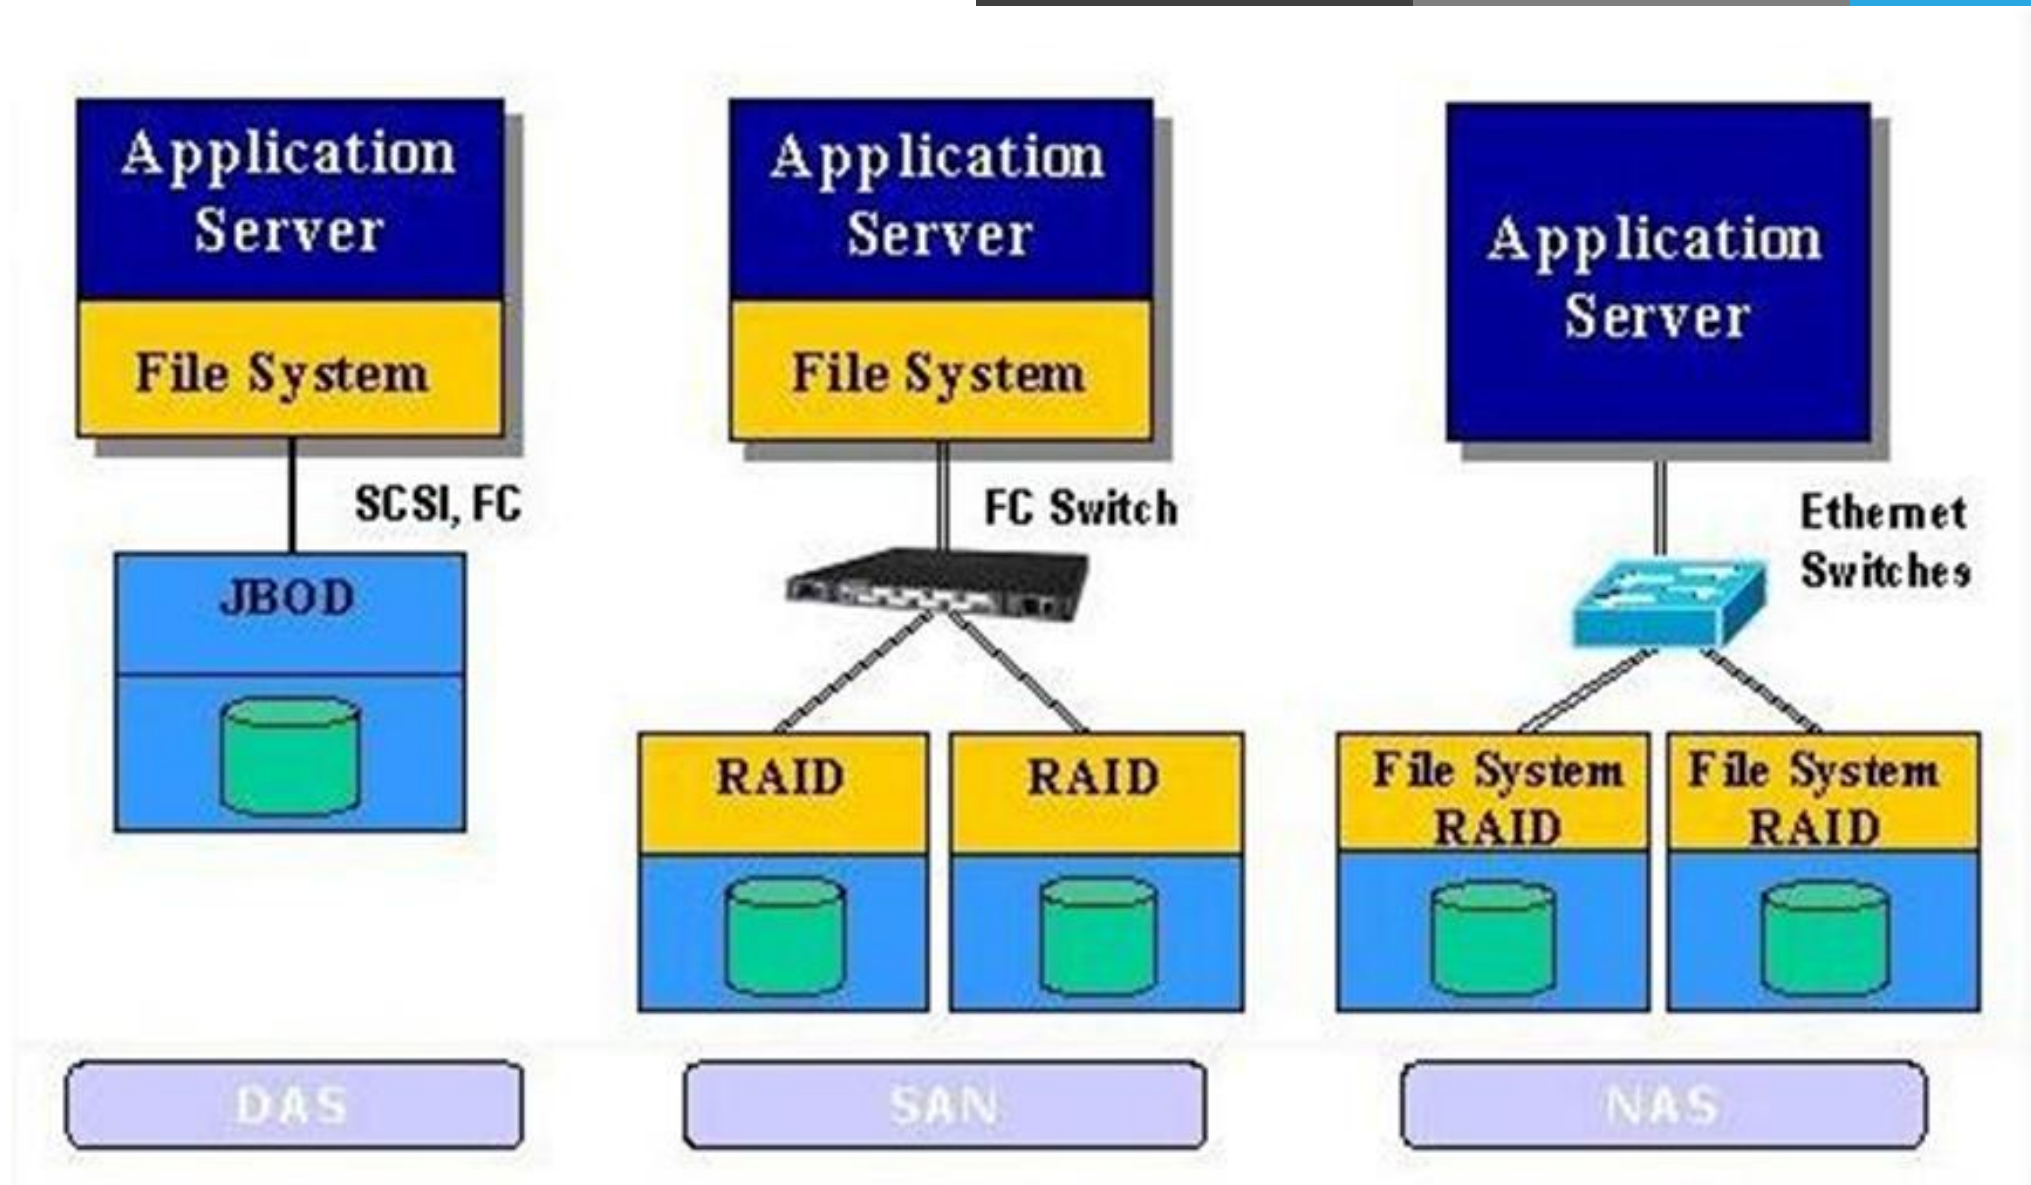 Application
Server
File System
SCSI, FC
JBOD
DAS
Application
Server
File System
FC Switch
RAID
RAID
SAN
Application
Server
Ethernet
Switches
File System
RAID
File System
RAID
NAS